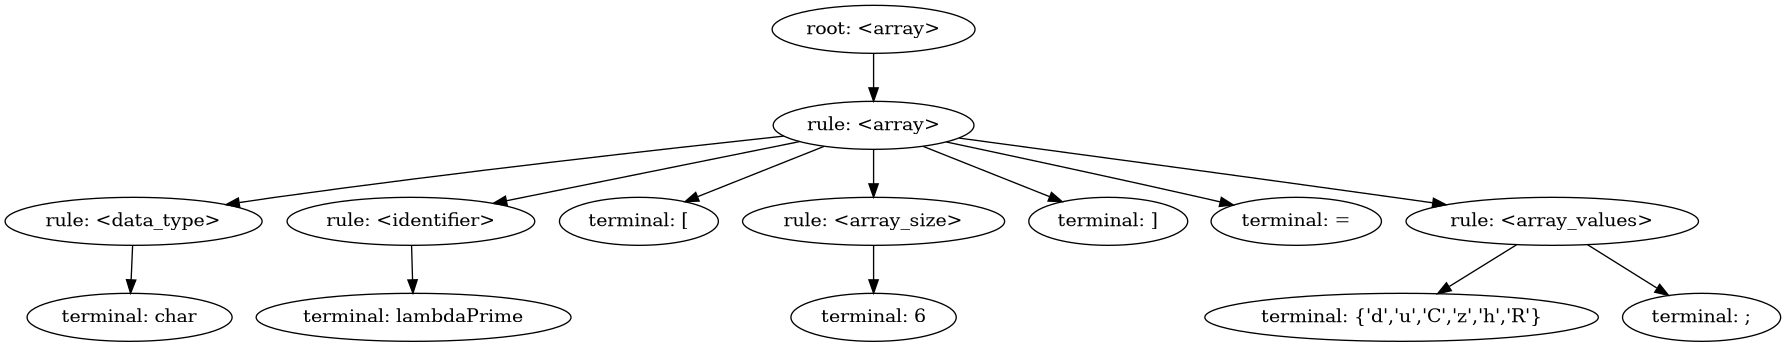 root: <array>
rule: <array>
rule: <data_type>
rule: <identifier>
terminal: [
rule: <array_size>
terminal: ]
terminal: =
rule: <array_values>
terminal: char
terminal: lambdaPrime
terminal: 6
terminal: {'d','u','C','z','h','R'}
terminal: ;